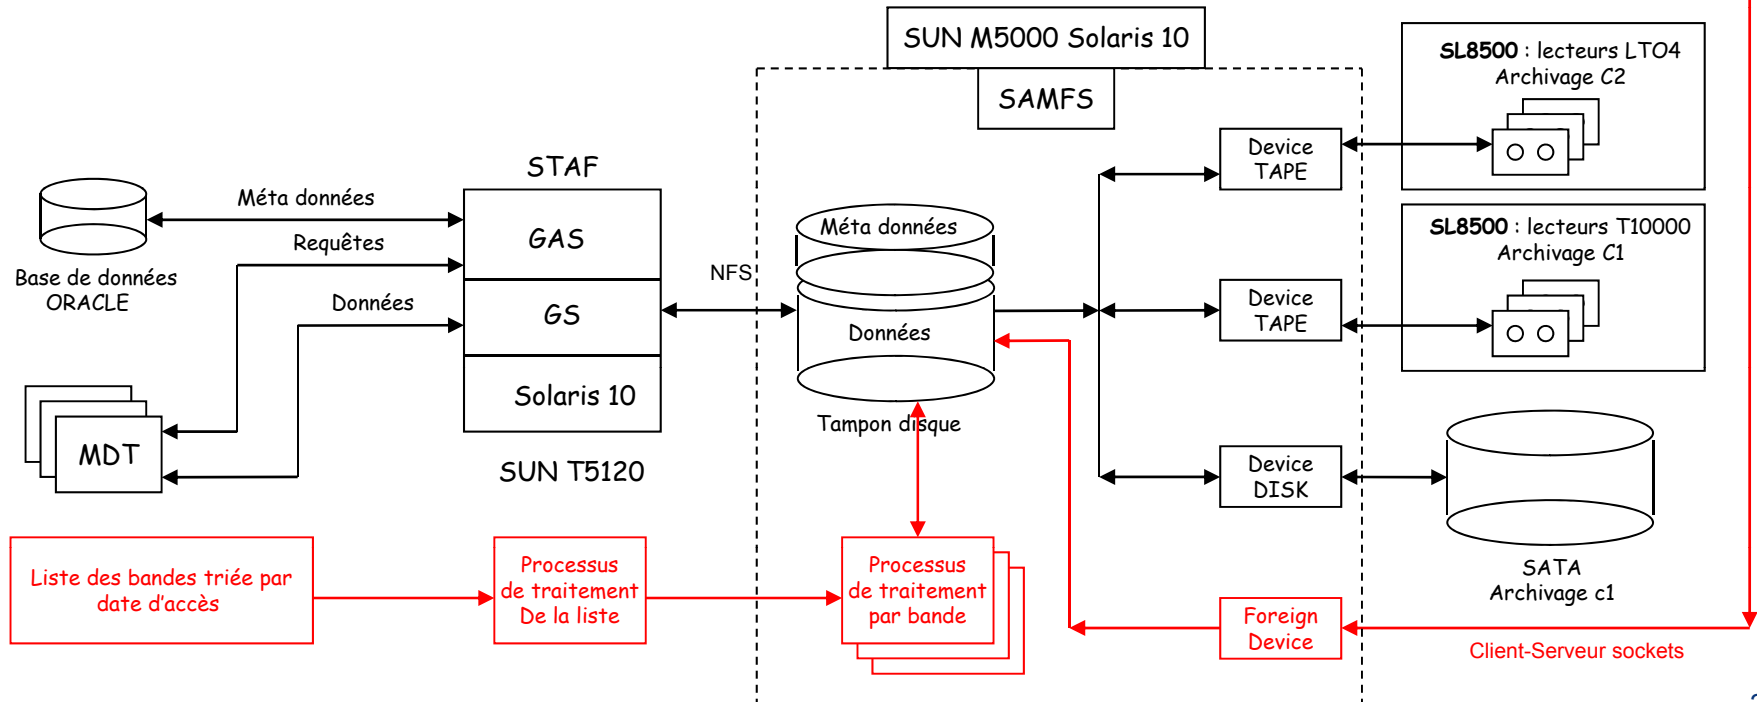 SUN M5000 Solaris 10
SAMFS
SL8500 : lecteurs LTO4
Archivage C2
Device
TAPE
STAF
Méta données
GAS
Requêtes
Base de données
ORACLE
Données
GS
NFS
Méta données
Données
Tampon disque
Device
TAPE
SL8500 : lecteurs T10000
Archivage C1
Solaris 10
MDT
SUN T5120
Device
DISK
SATA
Archivage c1
Liste des bandes triée par
date d'accès
Processus
de traitement
De la liste
Processus
de traitement
par bande
Foreign
Device
Client-Serveur sockets